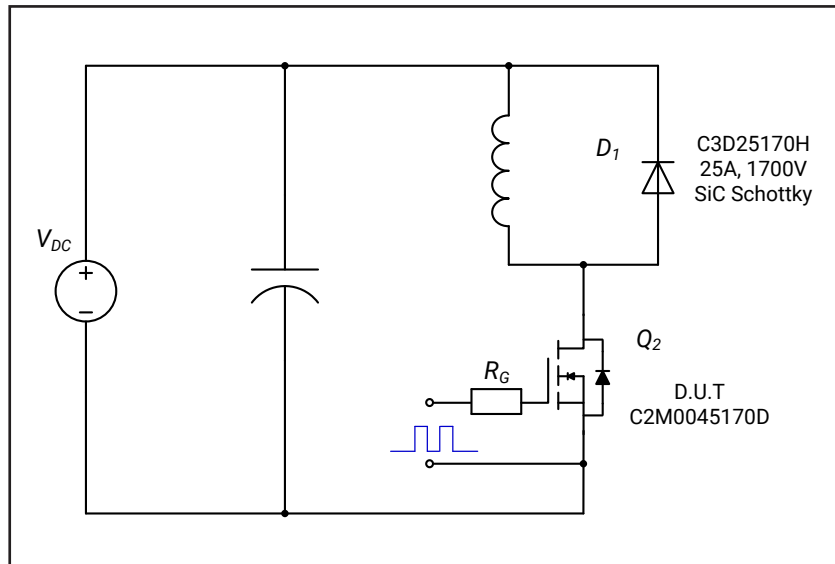 D1
C3D25170H
25A, 1700V
SiC Schottky
VDC
+
−
Q2
RG
D.U.T
C2M0045170D